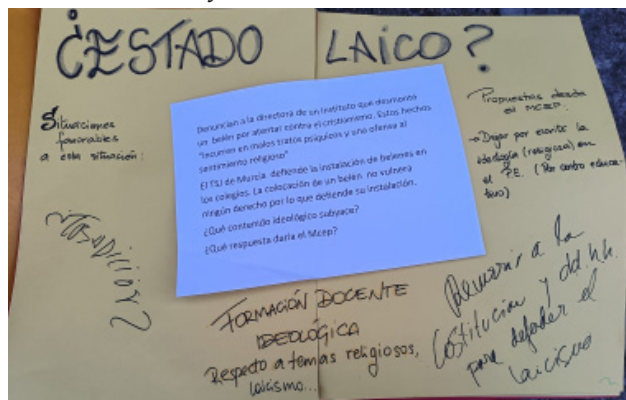 ¿ESTADO LAICO?
Situaciones
favorables
a esta situación:
Denuncian a la directora de un instituto que desmontó
un belén por atentar contra el cristianismo. Estos hechos
"incurren en malos tratos psíquicos y una ofensa al
sentimiento religioso"
El TSJ de Murcia defiende la instalación de belenes en
los colegios. La colocación de un belén no vulnera
ningún derecho por lo que defiende su instalación.
¿Qué contenido ideológico subyace?
¿Qué respuesta daría el Mcep?
Propuestas desde
el MCEP:
→ Dejar por escrito la
ideología (religiosa) en
el PE. (Por centro educa-
tivo)
¿Tradición?
FORMACIÓN DOCENTE
IDEOLÓGICA
Respecto a temas religiosos,
laicismo...
a la
Costitucion y dd.hh.
para defender el
laicismo